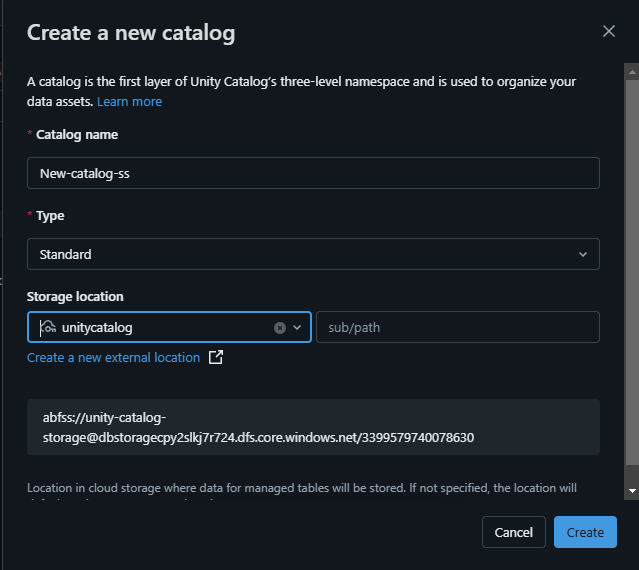 Create a new catalog
A catalog is the first layer of Unity Catalog's three-level namespace and is used to organize your
data assets. Learn more
* Catalog name
New-catalog-ss
* Type
Standard
Storage location
unitycatalog
sub/path
Create a new external location
abfss://unity-catalog-
storage@dbstoragecpy2slkj7r724.dfs.core.windows.net/3399579740078630
Location in cloud storage where data for managed tables will be stored. If not specified, the location will
Cancel
Create